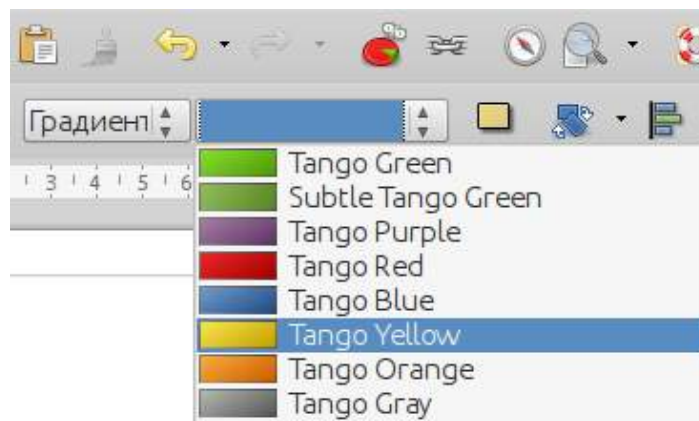 Градиент
3 4 5 6
Tango Green
Subtle Tango Green
Tango Purple
Tango Red
Tango Blue
Tango Yellow
Tango Orange
Tango Gray